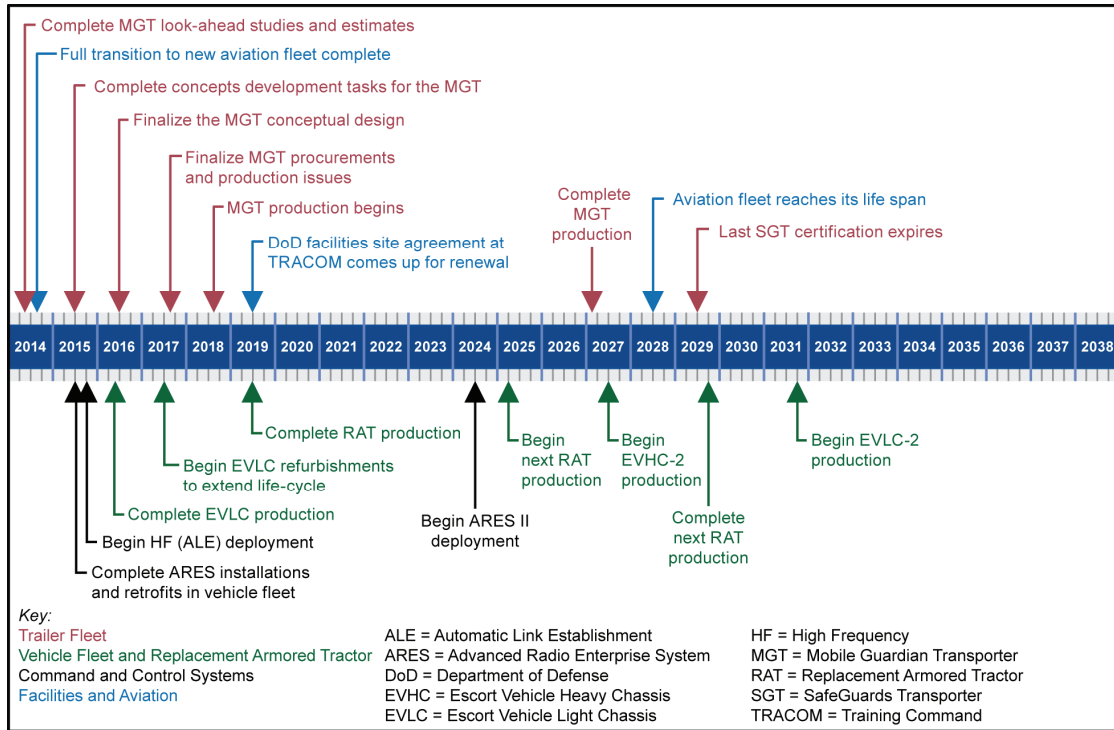 Complete MGT look-ahead studies and estimates
Full transition to new aviation fleet complete
Complete concepts development tasks for the MGT
Finalize the MGT conceptual design
Finalize MGT procurements
and production issues
MGT production begins
DoD facilities site agreement at
TRACOM comes up for renewal
Complete
MGT
production
Aviation fleet reaches its life span
Last SGT certification expires
2014 2015 2016 2017 2018 2019 2020 2021 2022 2023 2024 2025 2026 2027 2028 2029 2030 2031 2032 2033 2034 2035 2036 2037 2038
Complete RAT production
Begin EVLC refurbishments
to extend life-cycle
Complete EVLC production
Begin HF (ALE) deployment
Complete ARES installations
and retrofits in vehicle fleet
Begin ARES II
deployment
Begin
next RAT
production
Begin
EVHC-2
production
Complete
next RAT
production
Begin EVLC-2
production
Key:
Trailer Fleet
Vehicle Fleet and Replacement Armored Tractor
Command and Control Systems
Facilities and Aviation
ALE = Automatic Link Establishment
ARES = Advanced Radio Enterprise System
DoD = Department of Defense
EVHC = Escort Vehicle Heavy Chassis
EVLC = Escort Vehicle Light Chassis
HF = High Frequency
MGT = Mobile Guardian Transporter
RAT = Replacement Armored Tractor
SGT = SafeGuards Transporter
TRACOM = Training Command